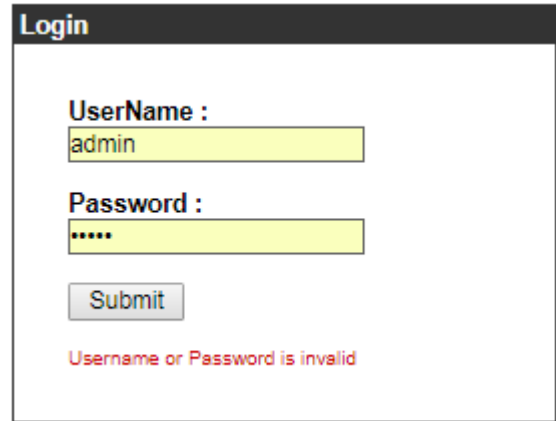 Login
UserName :
admin
Password :
•••••
Submit
Username or Password is invalid